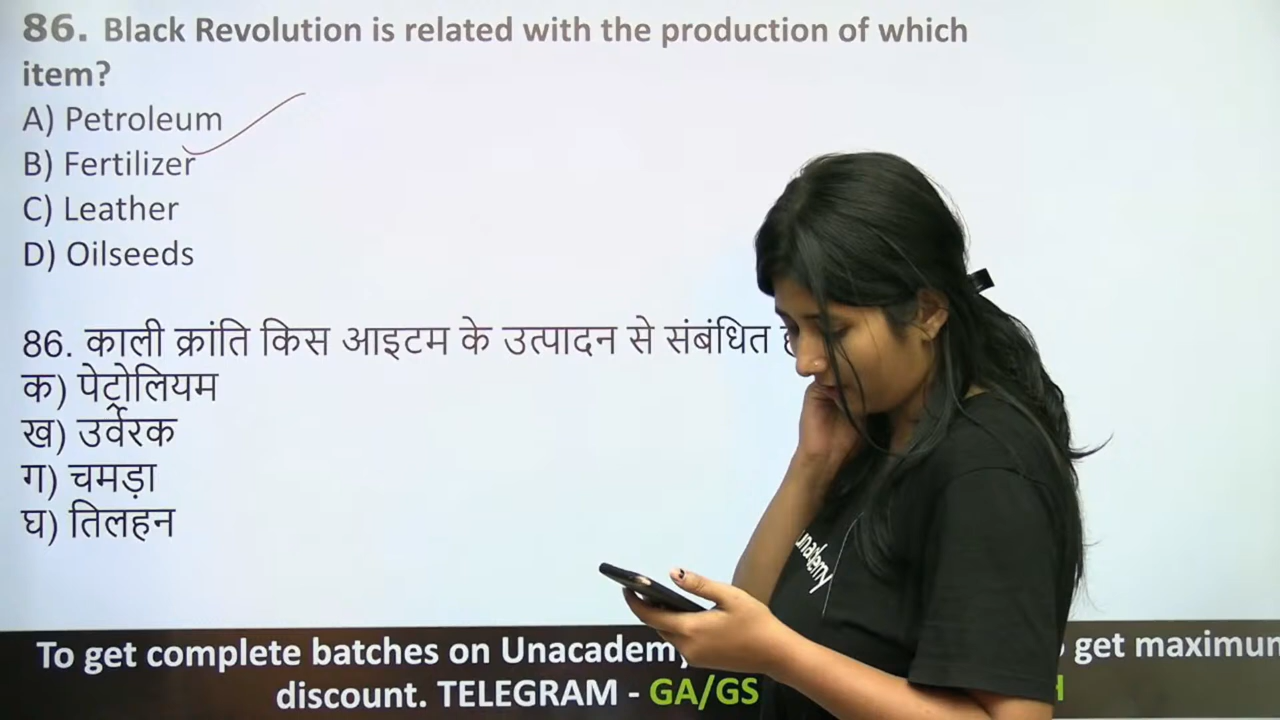 86. Black Revolution is related with the production of which
item?
A) Petroleum
B) Fertilizer
C) Leather
D) Oilseeds
86. काली क्रांति किस आइटम के उत्पादन से संबंधित
क) पेट्रोलियम
ख) उर्वरक
ग) चमड़ा
घ) तिलहन
unacademy
To get complete batches on Unacademy get maximum
discount. TELEGRAM - GA/GS